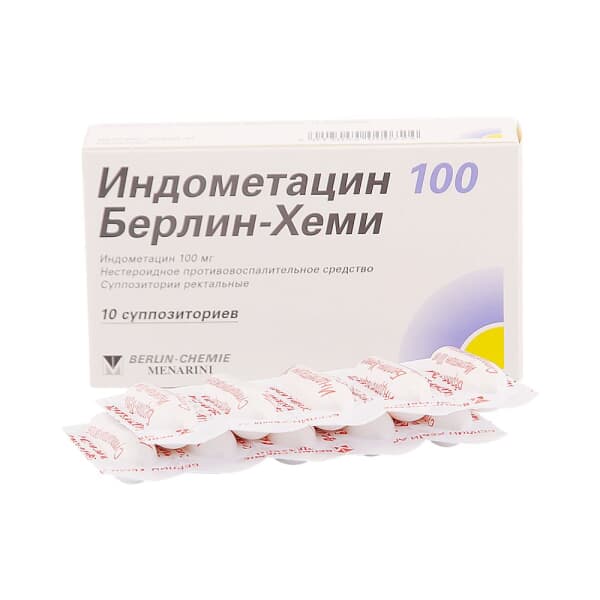 Индометацин 100
Берлин-Хеми
Индометацин 100 мг
Нестероидное противовоспалительное средство
Суппозитории ректальные
10 суппозиториев
BERLIN-CHEMIE
MENARINI